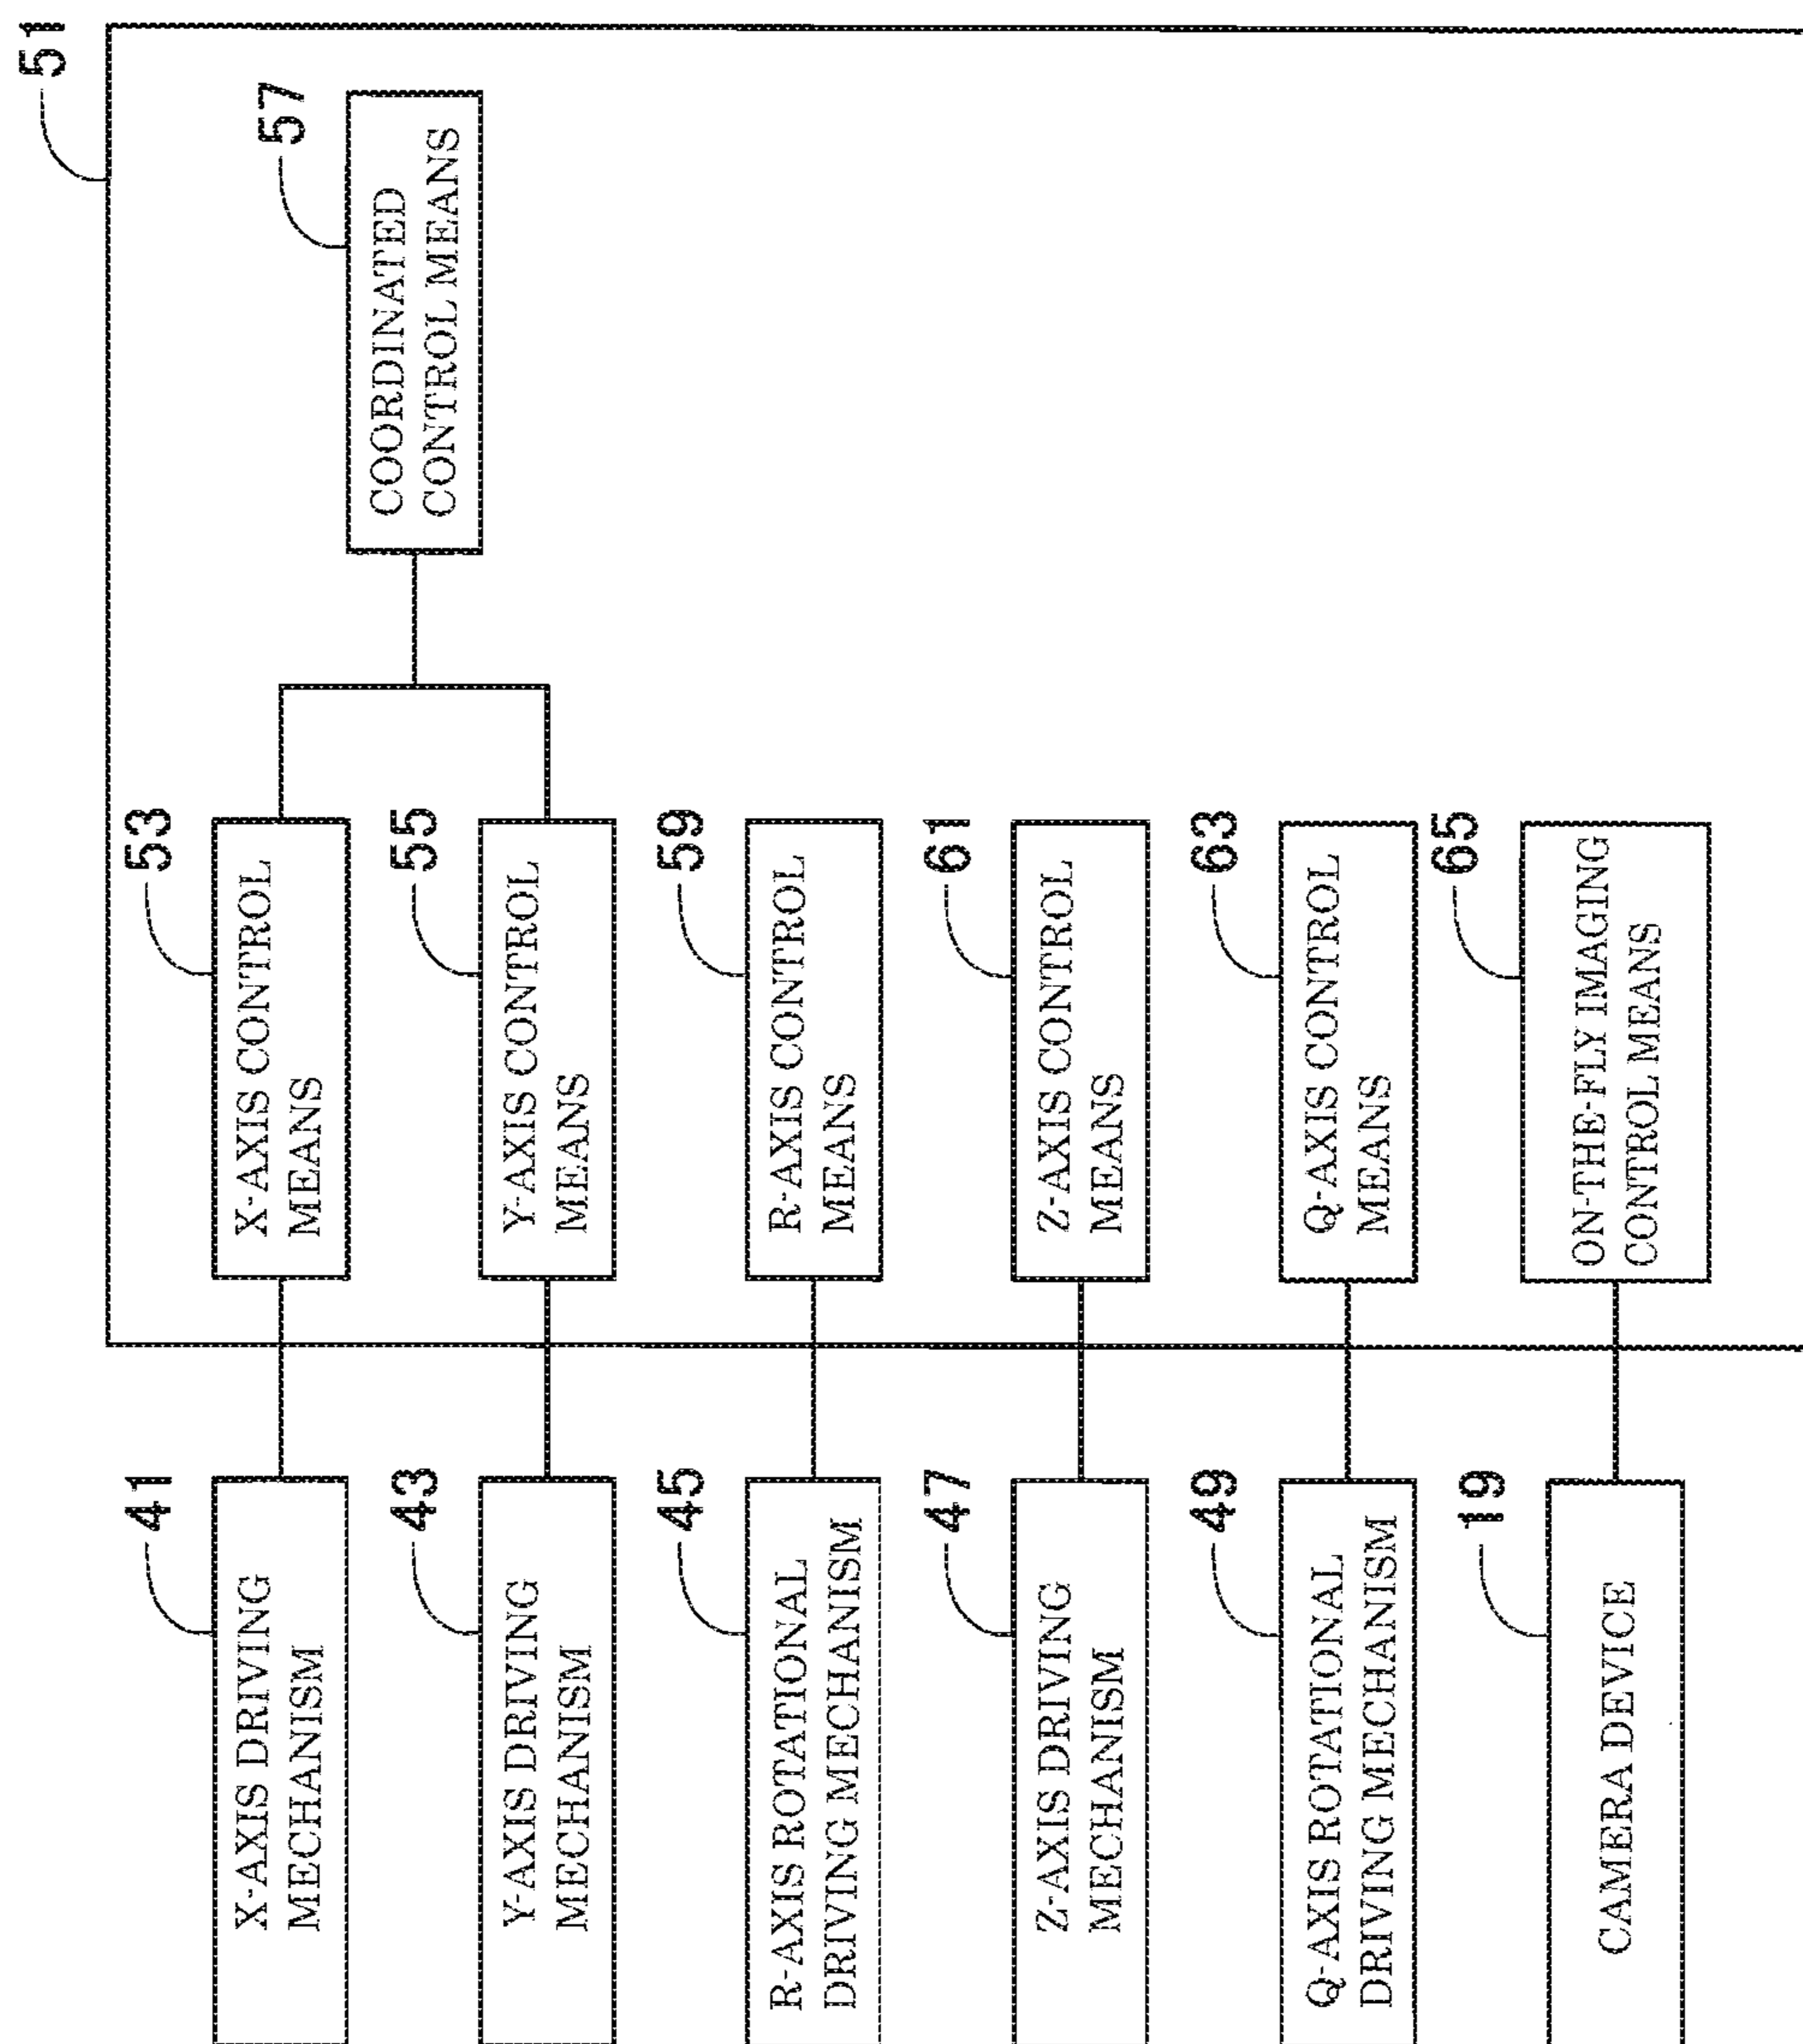 51
41
X-AXIS DRIVING
MECHANISM
53
X-AXIS CONTROL
MEANS
57
COORDINATED
CONTROL MEANS
43
Y-AXIS DRIVING
MECHANISM
55
Y-AXIS CONTROL
MEANS
45
R-AXIS ROTATIONAL
DRIVING MECHANISM
59
R-AXIS CONTROL
MEANS
47
Z-AXIS DRIVING
MECHANISM
61
Z-AXIS CONTROL
MEANS
49
Q-AXIS ROTATIONAL
DRIVING MECHANISM
63
Q-AXIS CONTROL
MEANS
19
CAMERA DEVICE
65
ON-THE-FLY IMAGING
CONTROL MEANS